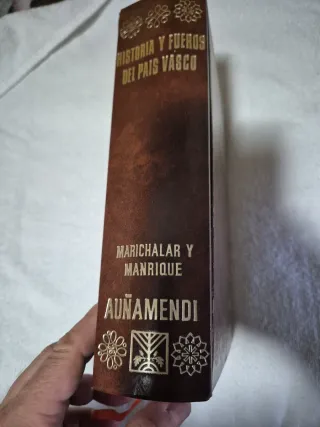 HISTORIA Y FUEROS
DEL PAIS VASCO
MARICHALAR Y
MANRIQUE
AUÑAMENDI